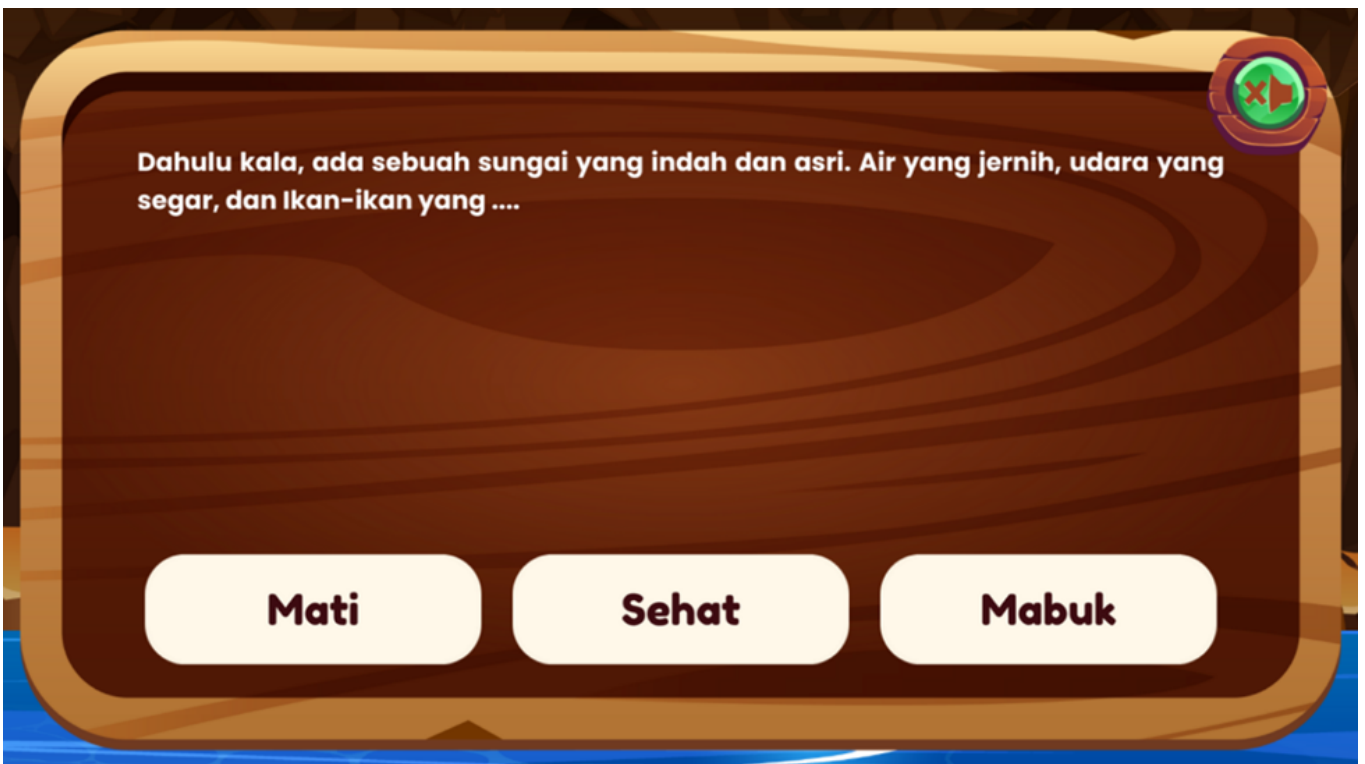 Dahulu kala, ada sebuah sungai yang indah dan asri. Air yang jernih, udara yang
segar, dan Ikan-ikan yang ....
Mati
Sehat
Mabuk